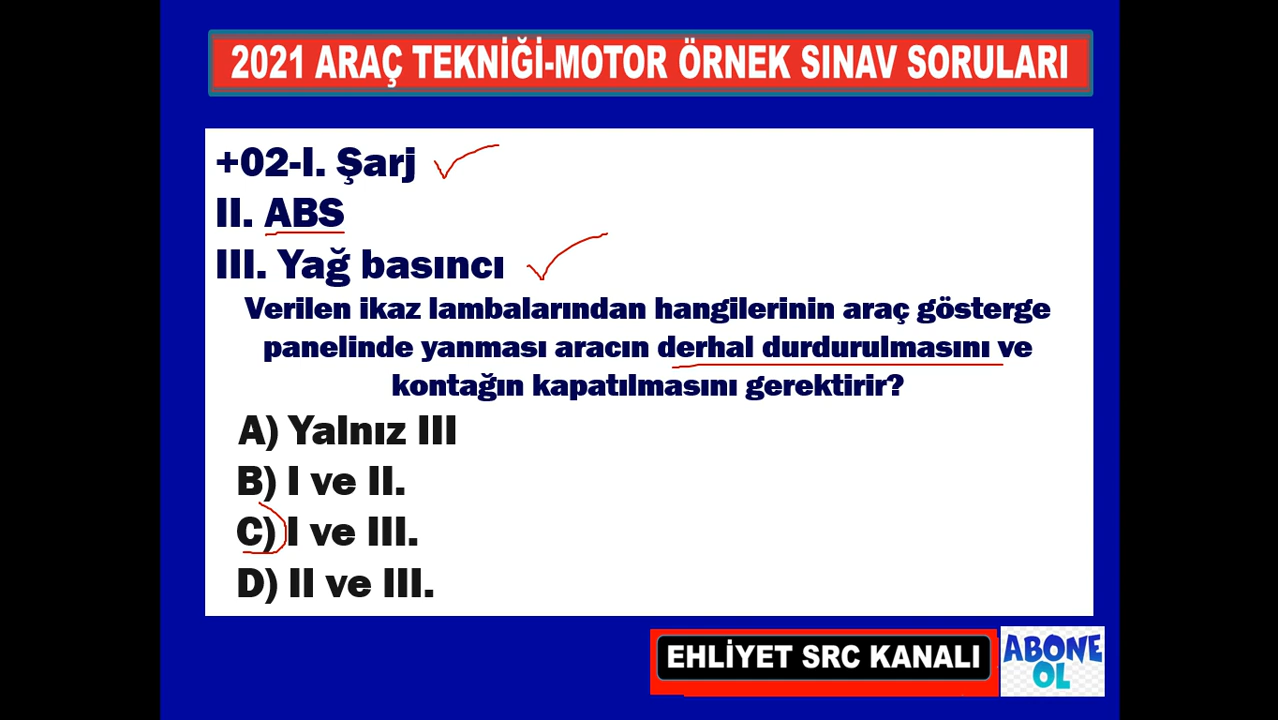 2021 ARAÇ TEKNİĞİ-MOTOR ÖRNEK SINAV SORULARI
+02-I. Şarj
II. ABS
III. Yağ basıncı
Verilen ikaz lambalarından hangilerinin araç gösterge
panelinde yanması aracın derhal durdurulmasını ve
kontağın kapatılmasını gerektirir?
A) Yalnız III
B) I ve II.
C) I ve III.
D) II ve III.
EHLİYET SRC KANALI
ABONE
OL